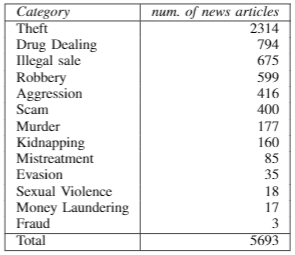 Category num. of news articles
Theft 2314
Drug Dealing 794
Illegal sale 675
Robbery 599
Aggression 416
Scam 400
Murder 177
Kidnapping 160
Mistreatment 85
Evasion 35
Sexual Violence 18
Money Laundering 17
Fraud 3
Total 5693